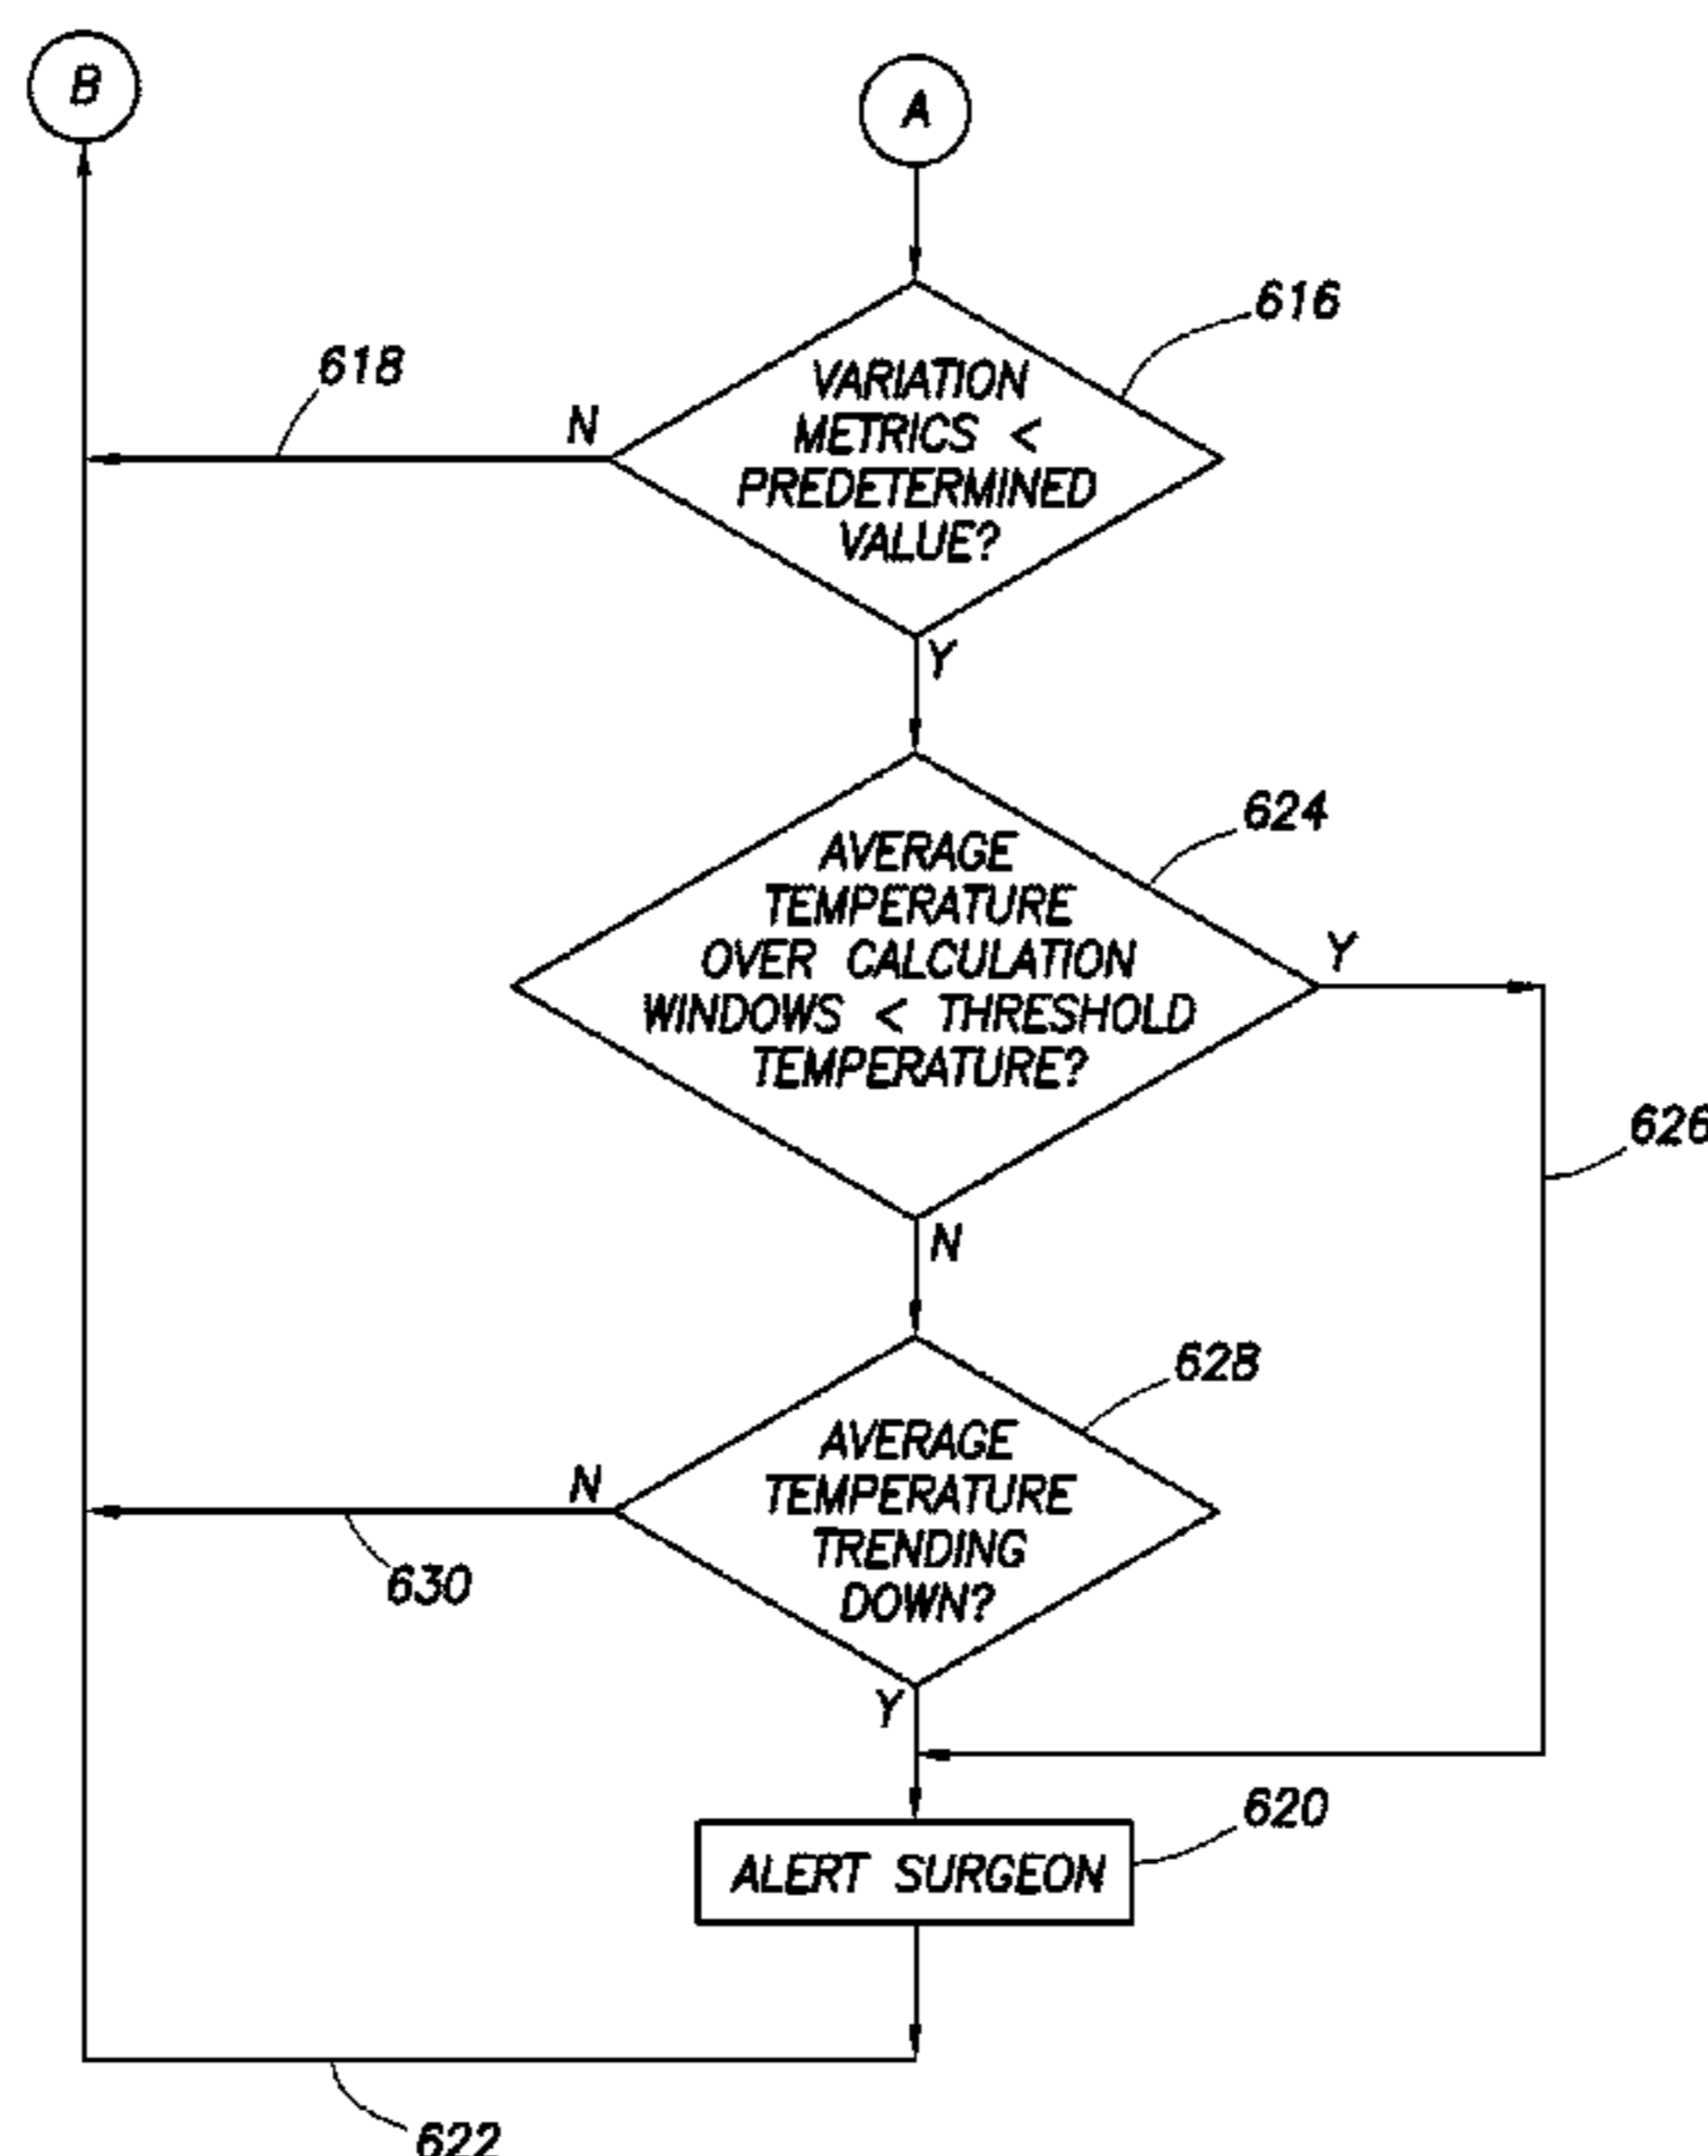 B
A
616
618
VARIATION
METRICS <
PREDETERMINED
VALUE?
N
Y
624
AVERAGE
TEMPERATURE
OVER CALCULATION
WINDOWS < THRESHOLD
TEMPERATURE?
Y
626
N
628
AVERAGE
TEMPERATURE
TRENDING
DOWN?
N
630
Y
620
ALERT SURGEON
622